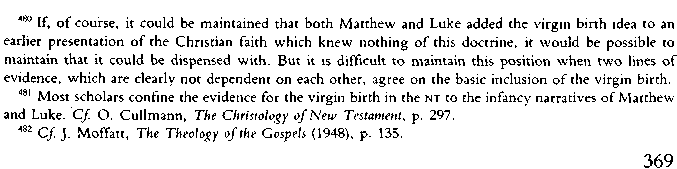 480 If, of course, it could be maintained that both Matthew and Luke added the virgin birth idea to an
earlier presentation of the Christian faith which knew nothing of this doctrine, it would be possible to
maintain that it could be dispensed with. But it is difficult to maintain this position when two lines of
evidence, which are clearly not dependent on each other, agree on the basic inclusion of the virgin birth.
481 Most scholars confine the evidence for the virgin birth in the NT to the infancy narratives of Matthew
and Luke. Cf. O. Cullmann, The Christology of New Testament, p. 297.
482 Cf. J. Moffatt, The Theology of the Gospels (1948), p. 135.
369